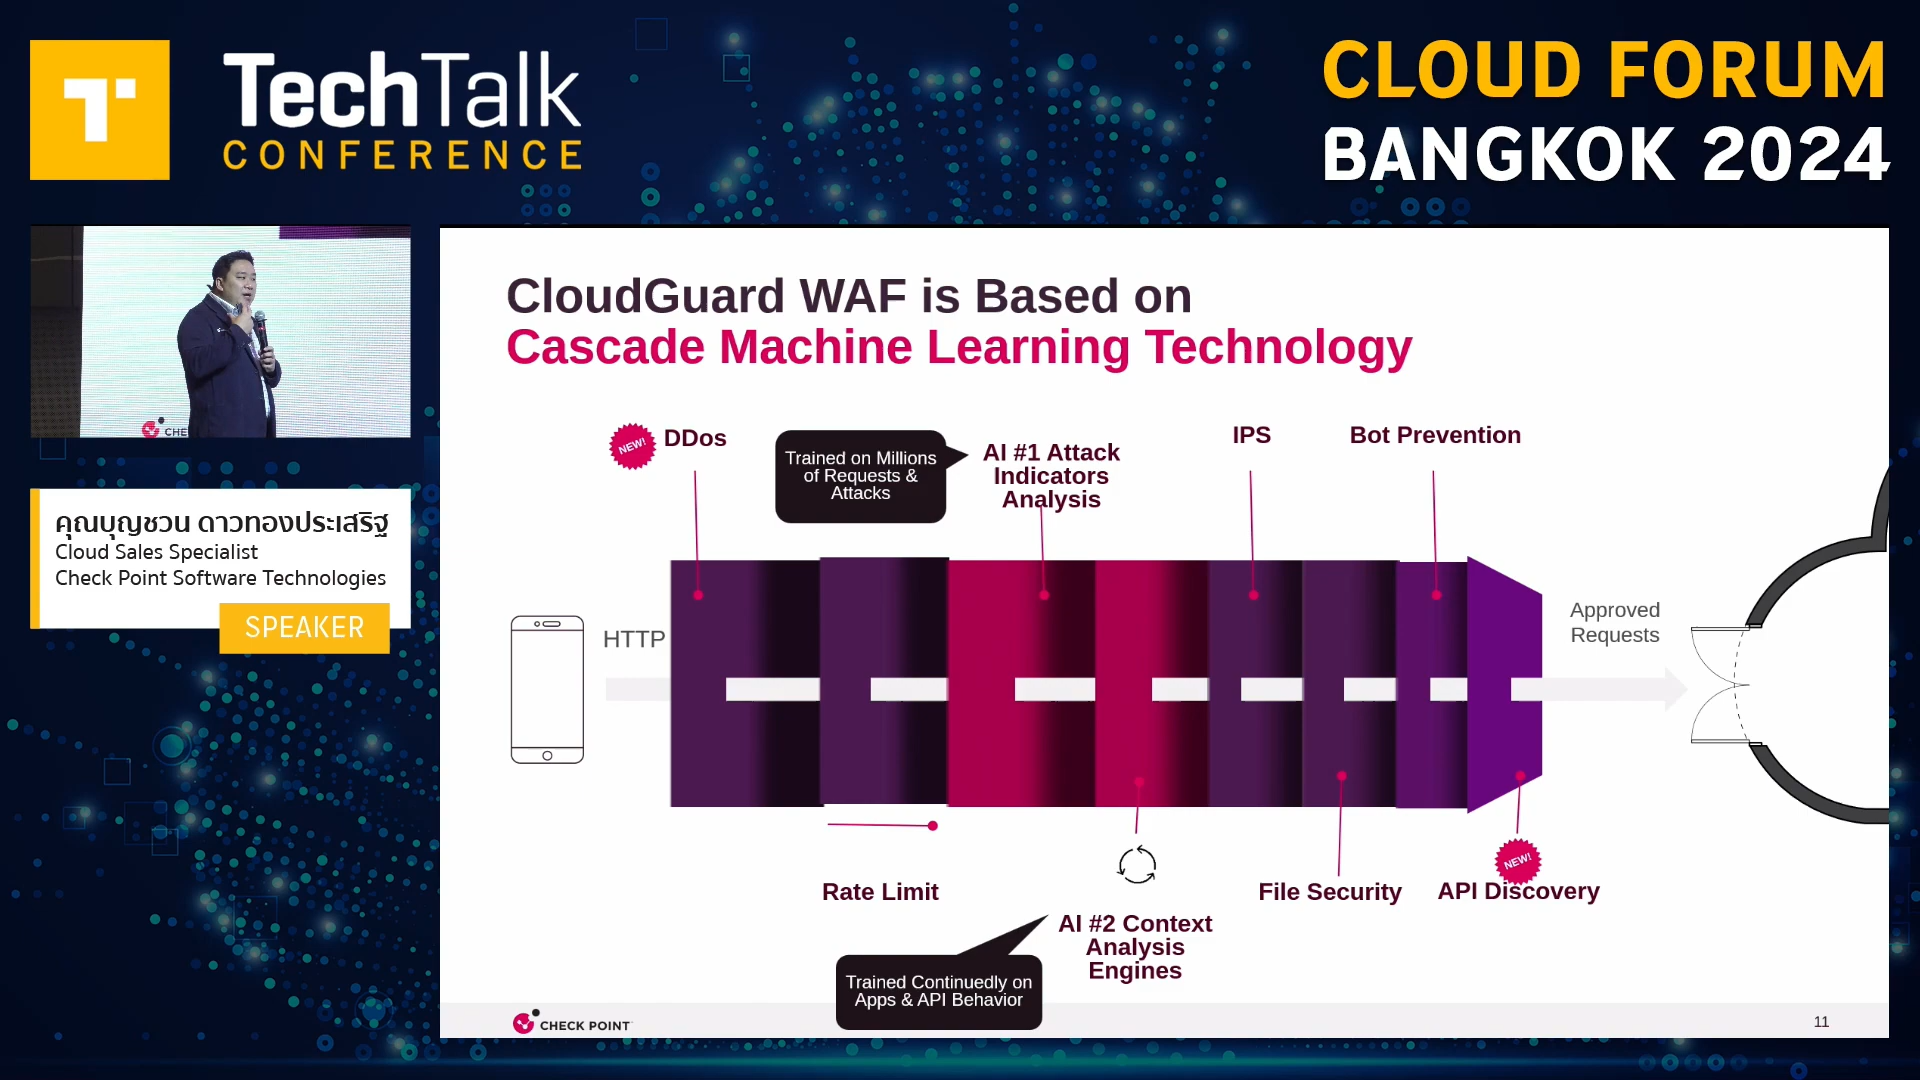 TechTalk
CONFERENCE
CLOUD FORUM
BANGKOK 2024
CHE
คุณบุญชวน ดาวทองประเสริฐ
Cloud Sales Specialist
Check Point Software Technologies
SPEAKER
CloudGuard WAF is Based on
Cascade Machine Learning Technology
NEW!
DDos
Trained on Millions
of Requests &
Attacks
AI #1 Attack
Indicators
Analysis
IPS
Bot Prevention
HTTP
Approved
Requests
Rate Limit
AI #2 Context
Analysis
Engines
Trained Continuedly on
Apps & API Behavior
File Security
NEW!
API Discovery
CHECK POINT
11